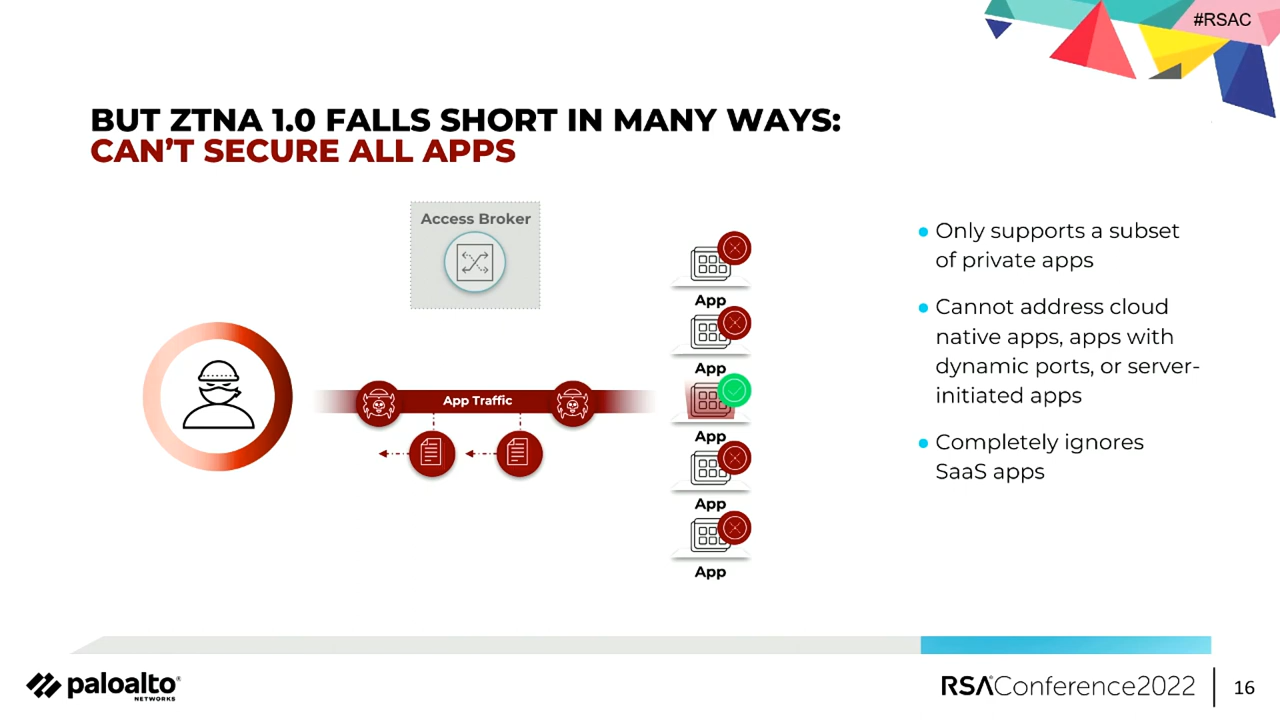 #RSAC
BUT ZTNA 1.0 FALLS SHORT IN MANY WAYS:
CAN'T SECURE ALL APPS
Access Broker
App Traffic
App
App
App
App
App
• Only supports a subset
of private apps
• Cannot address cloud
native apps, apps with
dynamic ports, or server-
initiated apps
• Completely ignores
SaaS apps
paloalto
NETWORKS
RSAConference2022
16